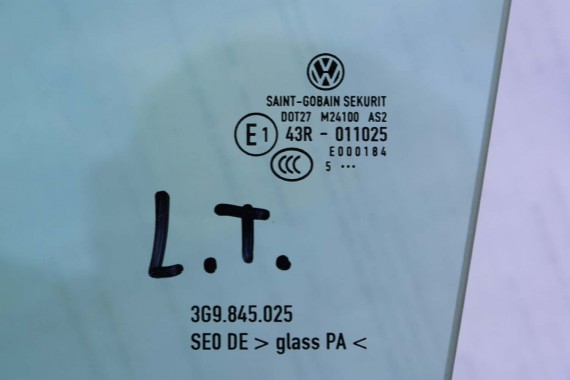 VW
SAINT-GOBAIN SEKURIT
DOT27 M24100 AS2
E1 43R - 011025
E000184
CCC 5 •••
L.T.
3G9.845.025
SEO DE > glass PA <